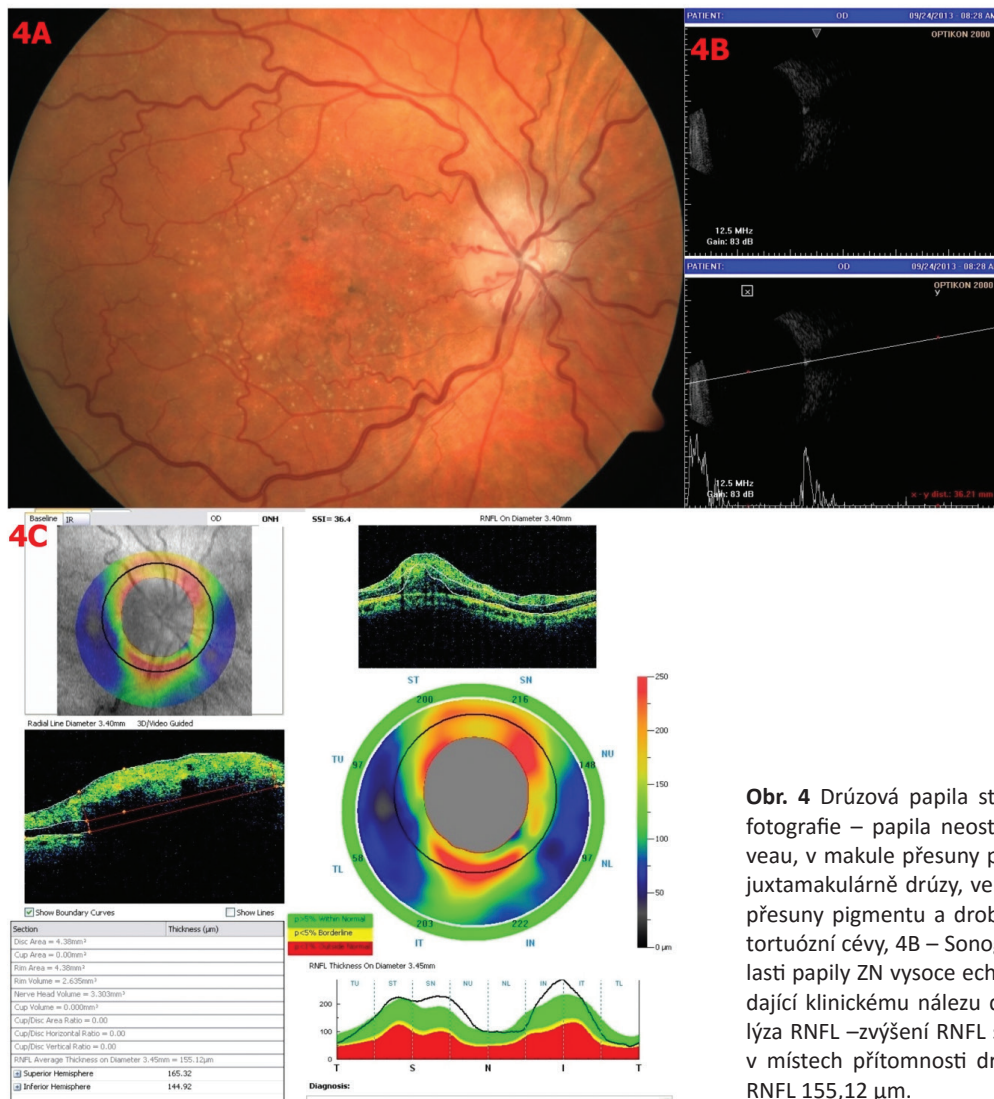 4A
4B
PATIENT: OD 09/24/2013 - 08:28 AM
OPTIKON 2000
12.5 MHz
Gain: 83 dB
PATIENT: OD 09/24/2013 - 08:28 AM
OPTIKON 2000
x
y
12.5 MHz
Gain: 83 dB
x - y dist.: 36.21 mm
4C
Baseline IR OD ONH SSI= 36.4
RNFL On Diameter 3.40mm
Radial Line Diameter 3.40mm 3D/Video Guided
ST SN
200 216
TU NU
97 148
58 97
TL NL
203 222
IT IN
250
200
150
100
50
0 µm
Show Boundary Curves Show Lines
Section Thickness (µm)
Disc Area = 4.38mm²
Cup Area = 0.00mm²
Rim Area = 4.38mm²
Rim Volume = 2.635mm³
Nerve Head Volume = 3.303mm³
Cup Volume = 0.000mm³
Cup/Disc Area Ratio = 0.00
Cup/Disc Horizontal Ratio = 0.00
Cup/Disc Vertical Ratio = 0.00
RNFL Average Thickness on Diameter 3.45mm = 155.12µm
Superior Hemisphere 165.32
Inferior Hemisphere 144.92
p>5% Within Normal
p<5% Borderline
Outside Normal
RNFL Thickness On Diameter 3.45mm
TU ST SN NU NL IN IT TL
200
100
0
T S N I T
Diagnosis:
Obr. 4 Drúzová papila st
fotografie – papila neost
veau, v makule přesuny p
juxtamakulárně drúzy, ve
přesuny pigmentu a drob
tortuózní cévy, 4B – Sono,
lasti papily ZN vysoce ech
dající klinickému nálezu d
lýza RNFL –zvýšení RNFL s
v místech přítomnosti dr
RNFL 155,12 µm.